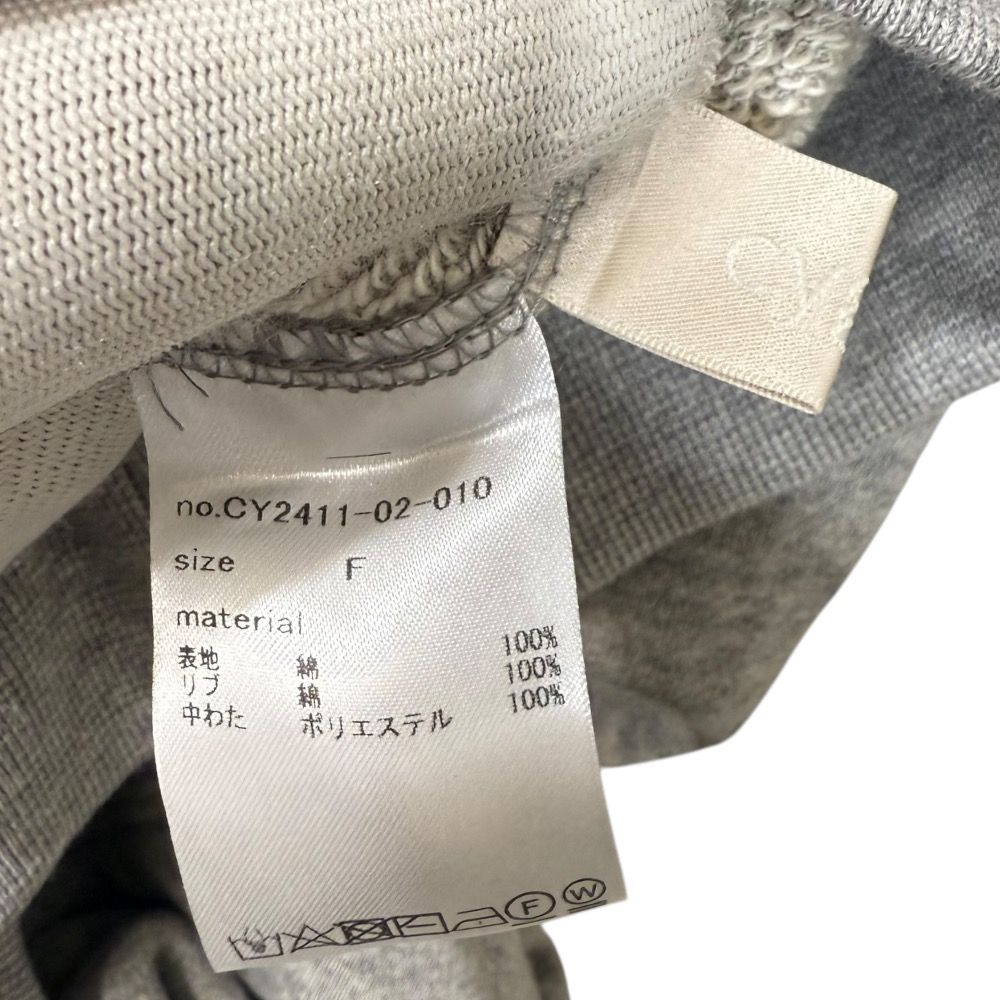 no.CY2411-02-010
size F
material
表地 綿 100%
リブ 綿 100%
中わた ポリエステル 100%
F W